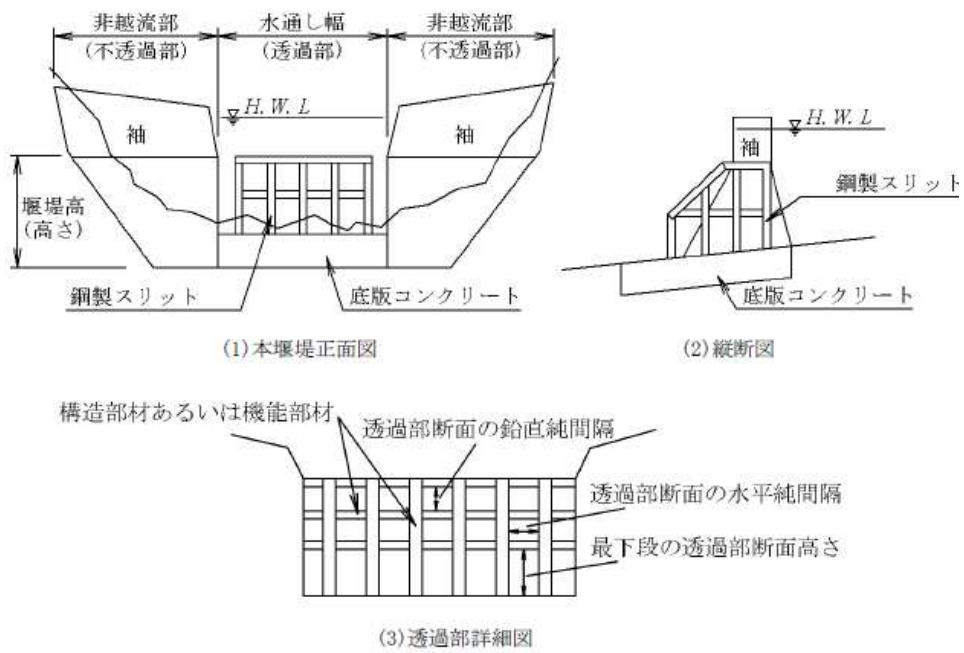 非越流部
(不透過部)
水通し幅
(透過部)
非越流部
(不透過部)
H. W. L
袖
袖
堰堤高
(高さ)
鋼製スリット
底版コンクリート
(1)本堰堤正面図
H. W. L
袖
鋼製スリット
底版コンクリート
(2)縦断図
構造部材あるいは機能部材
透過部断面の鉛直純間隔
透過部断面の水平純間隔
最下段の透過部断面高さ
(3)透過部詳細図